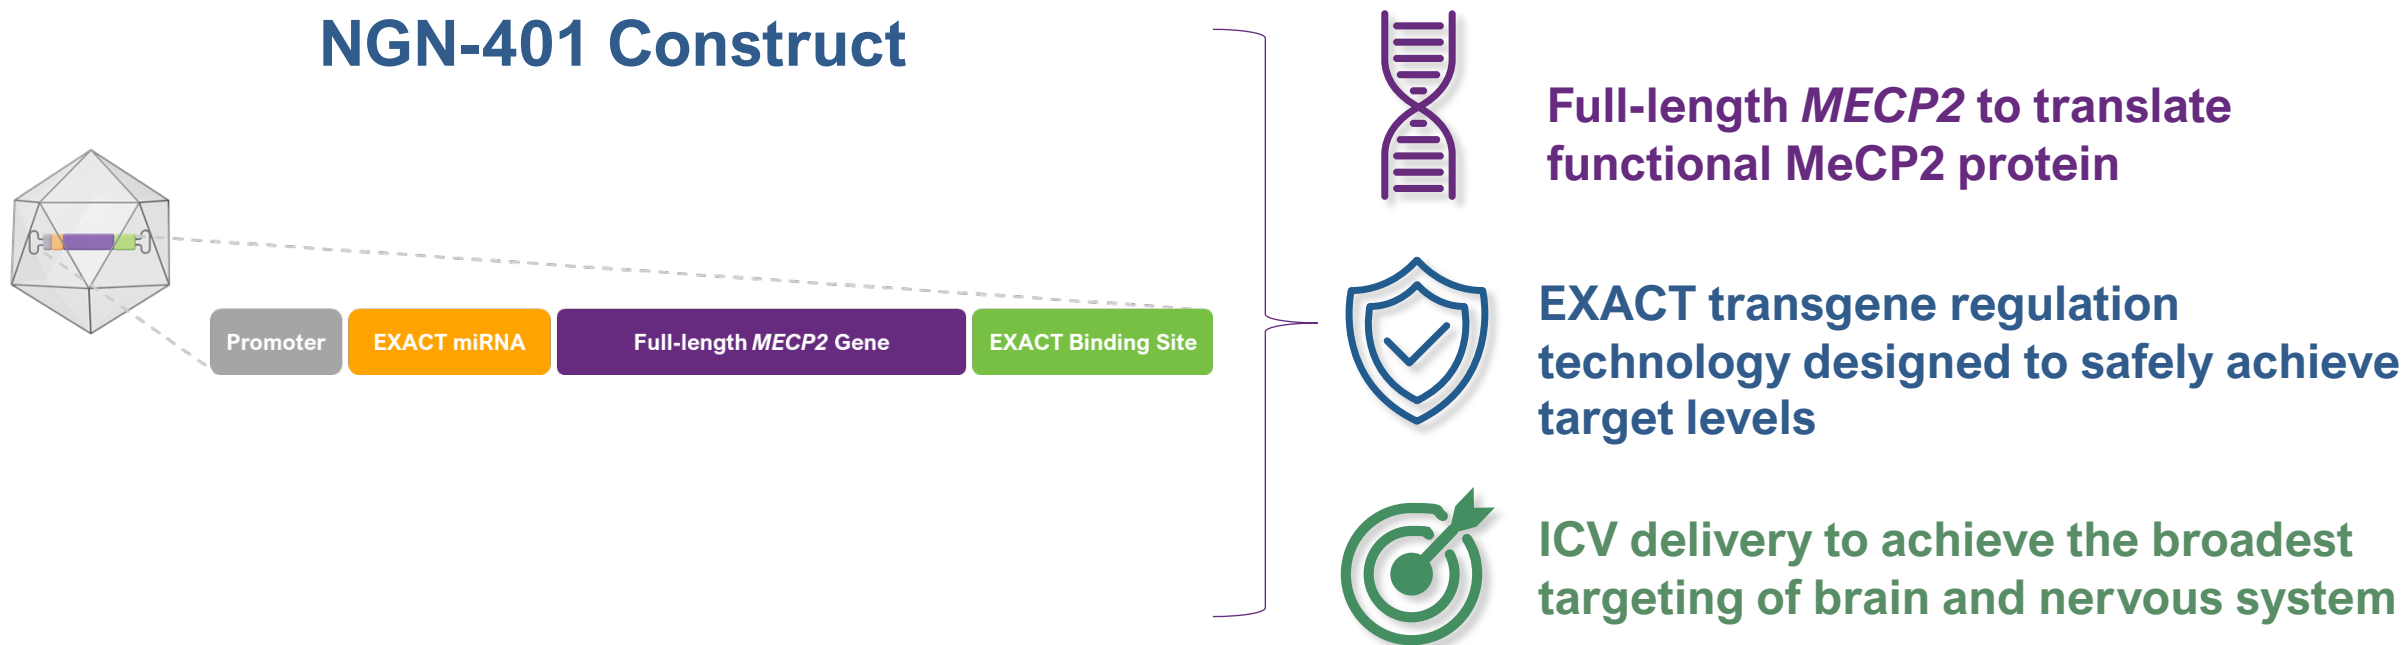 NGN-401 Construct
Promoter
EXACT miRNA
Full-length MECP2 Gene
EXACT Binding Site
Full-length MECP2 to translate
functional MeCP2 protein
EXACT transgene regulation
technology designed to safely achieve
target levels
ICV delivery to achieve the broadest
targeting of brain and nervous system